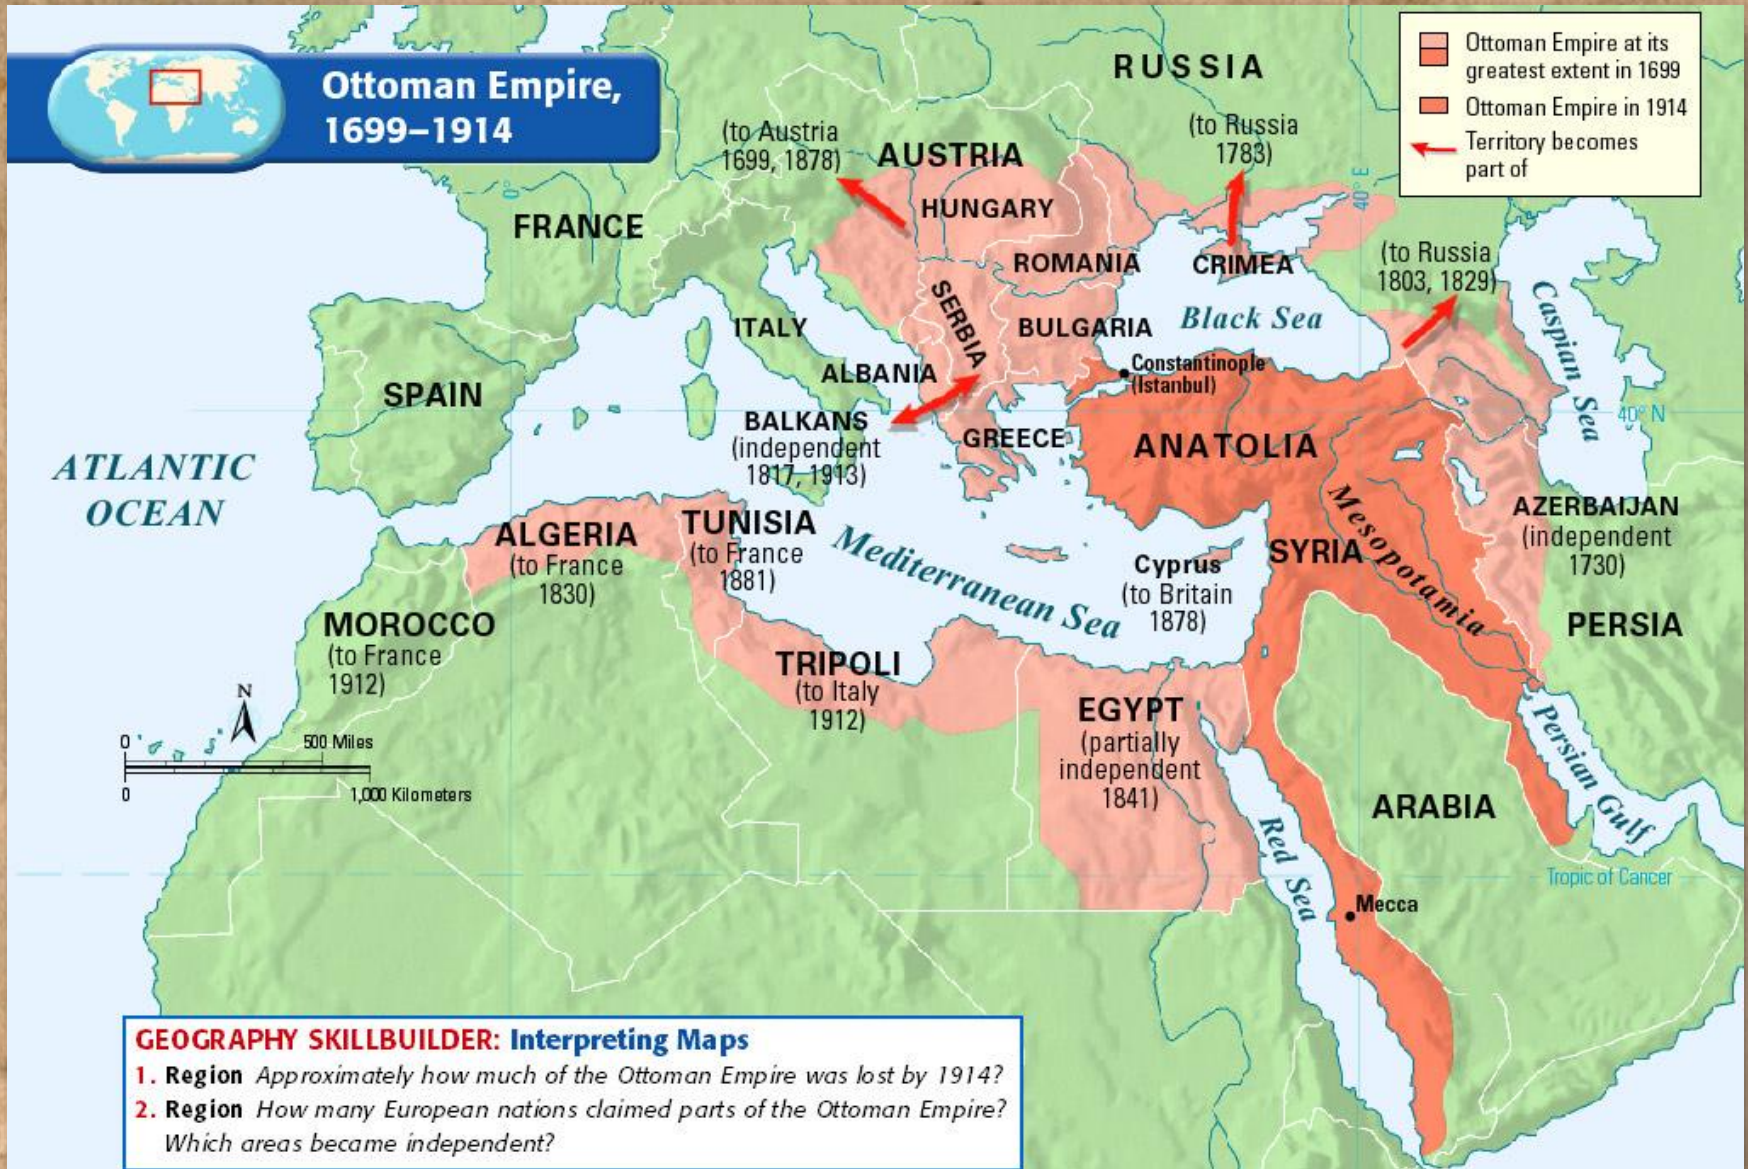 Ottoman Empire,
1699–1914
Ottoman Empire at its
greatest extent in 1699
Ottoman Empire in 1914
Territory becomes
part of
RUSSIA
(to Austria
1699, 1878)
AUSTRIA
(to Russia
1783)
40° E
0°
FRANCE
HUNGARY
ROMANIA
CRIMEA
(to Russia
1803, 1829)
SERBIA
ITALY
BULGARIA
Black Sea
Caspian Sea
ALBANIA
Constantinople
(Istanbul)
SPAIN
BALKANS
(independent
1817, 1913)
GREECE
ANATOLIA
40° N
ATLANTIC
OCEAN
ALGERIA
(to France
1830)
TUNISIA
(to France
1881)
Mediterranean Sea
Cyprus
(to Britain
1878)
SYRIA
Mesopotamia
AZERBAIJAN
(independent
1730)
PERSIA
MOROCCO
(to France
1912)
TRIPOLI
(to Italy
1912)
EGYPT
(partially
independent
1841)
N
0
500 Miles
0
1,000 Kilometers
Persian Gulf
ARABIA
Red Sea
Tropic of Cancer
Mecca
GEOGRAPHY SKILLBUILDER: Interpreting Maps
1. Region Approximately how much of the Ottoman Empire was lost by 1914?
2. Region How many European nations claimed parts of the Ottoman Empire?
Which areas became independent?